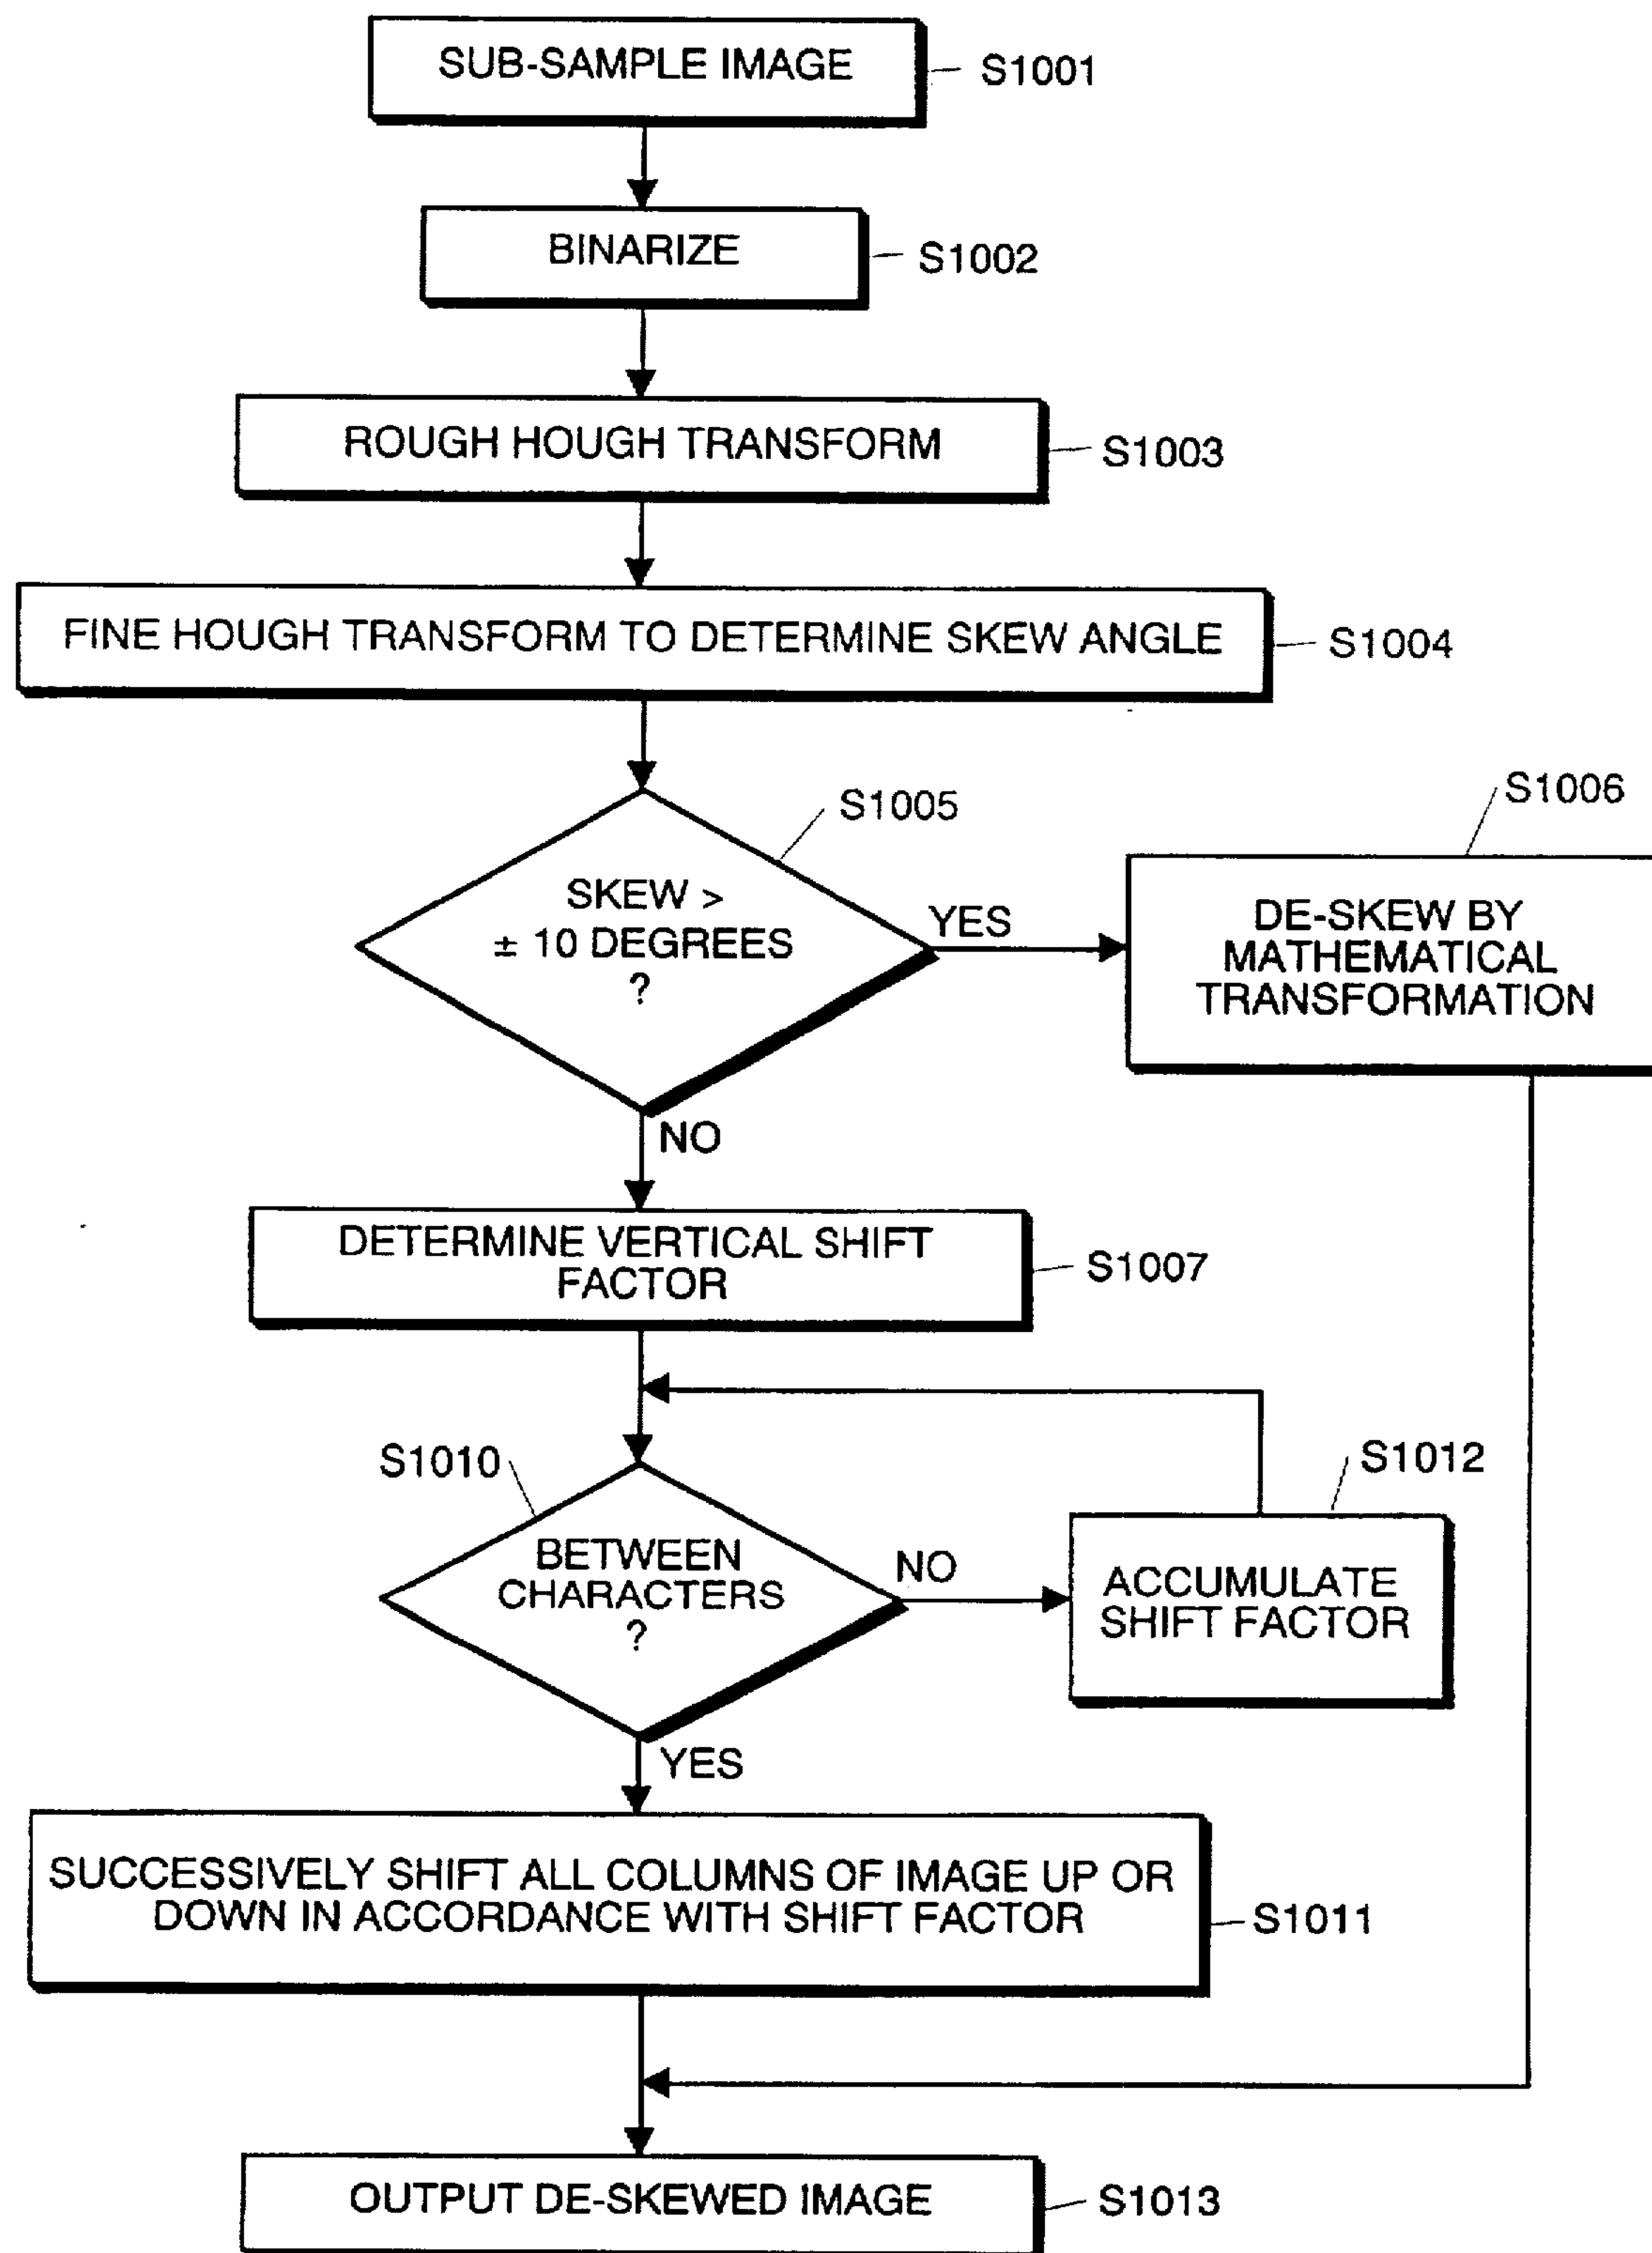 SUB-SAMPLE IMAGE
S1001
BINARIZE
S1002
ROUGH HOUGH TRANSFORM
S1003
FINE HOUGH TRANSFORM TO DETERMINE SKEW ANGLE
S1004
SKEW >
± 10 DEGREES
?
S1005
YES
S1006
DE-SKEW BY
MATHEMATICAL
TRANSFORMATION
NO
DETERMINE VERTICAL SHIFT
FACTOR
S1007
S1010
BETWEEN
CHARACTERS
?
NO
S1012
ACCUMULATE
SHIFT FACTOR
YES
SUCCESSIVELY SHIFT ALL COLUMNS OF IMAGE UP OR
DOWN IN ACCORDANCE WITH SHIFT FACTOR
S1011
OUTPUT DE-SKEWED IMAGE
S1013